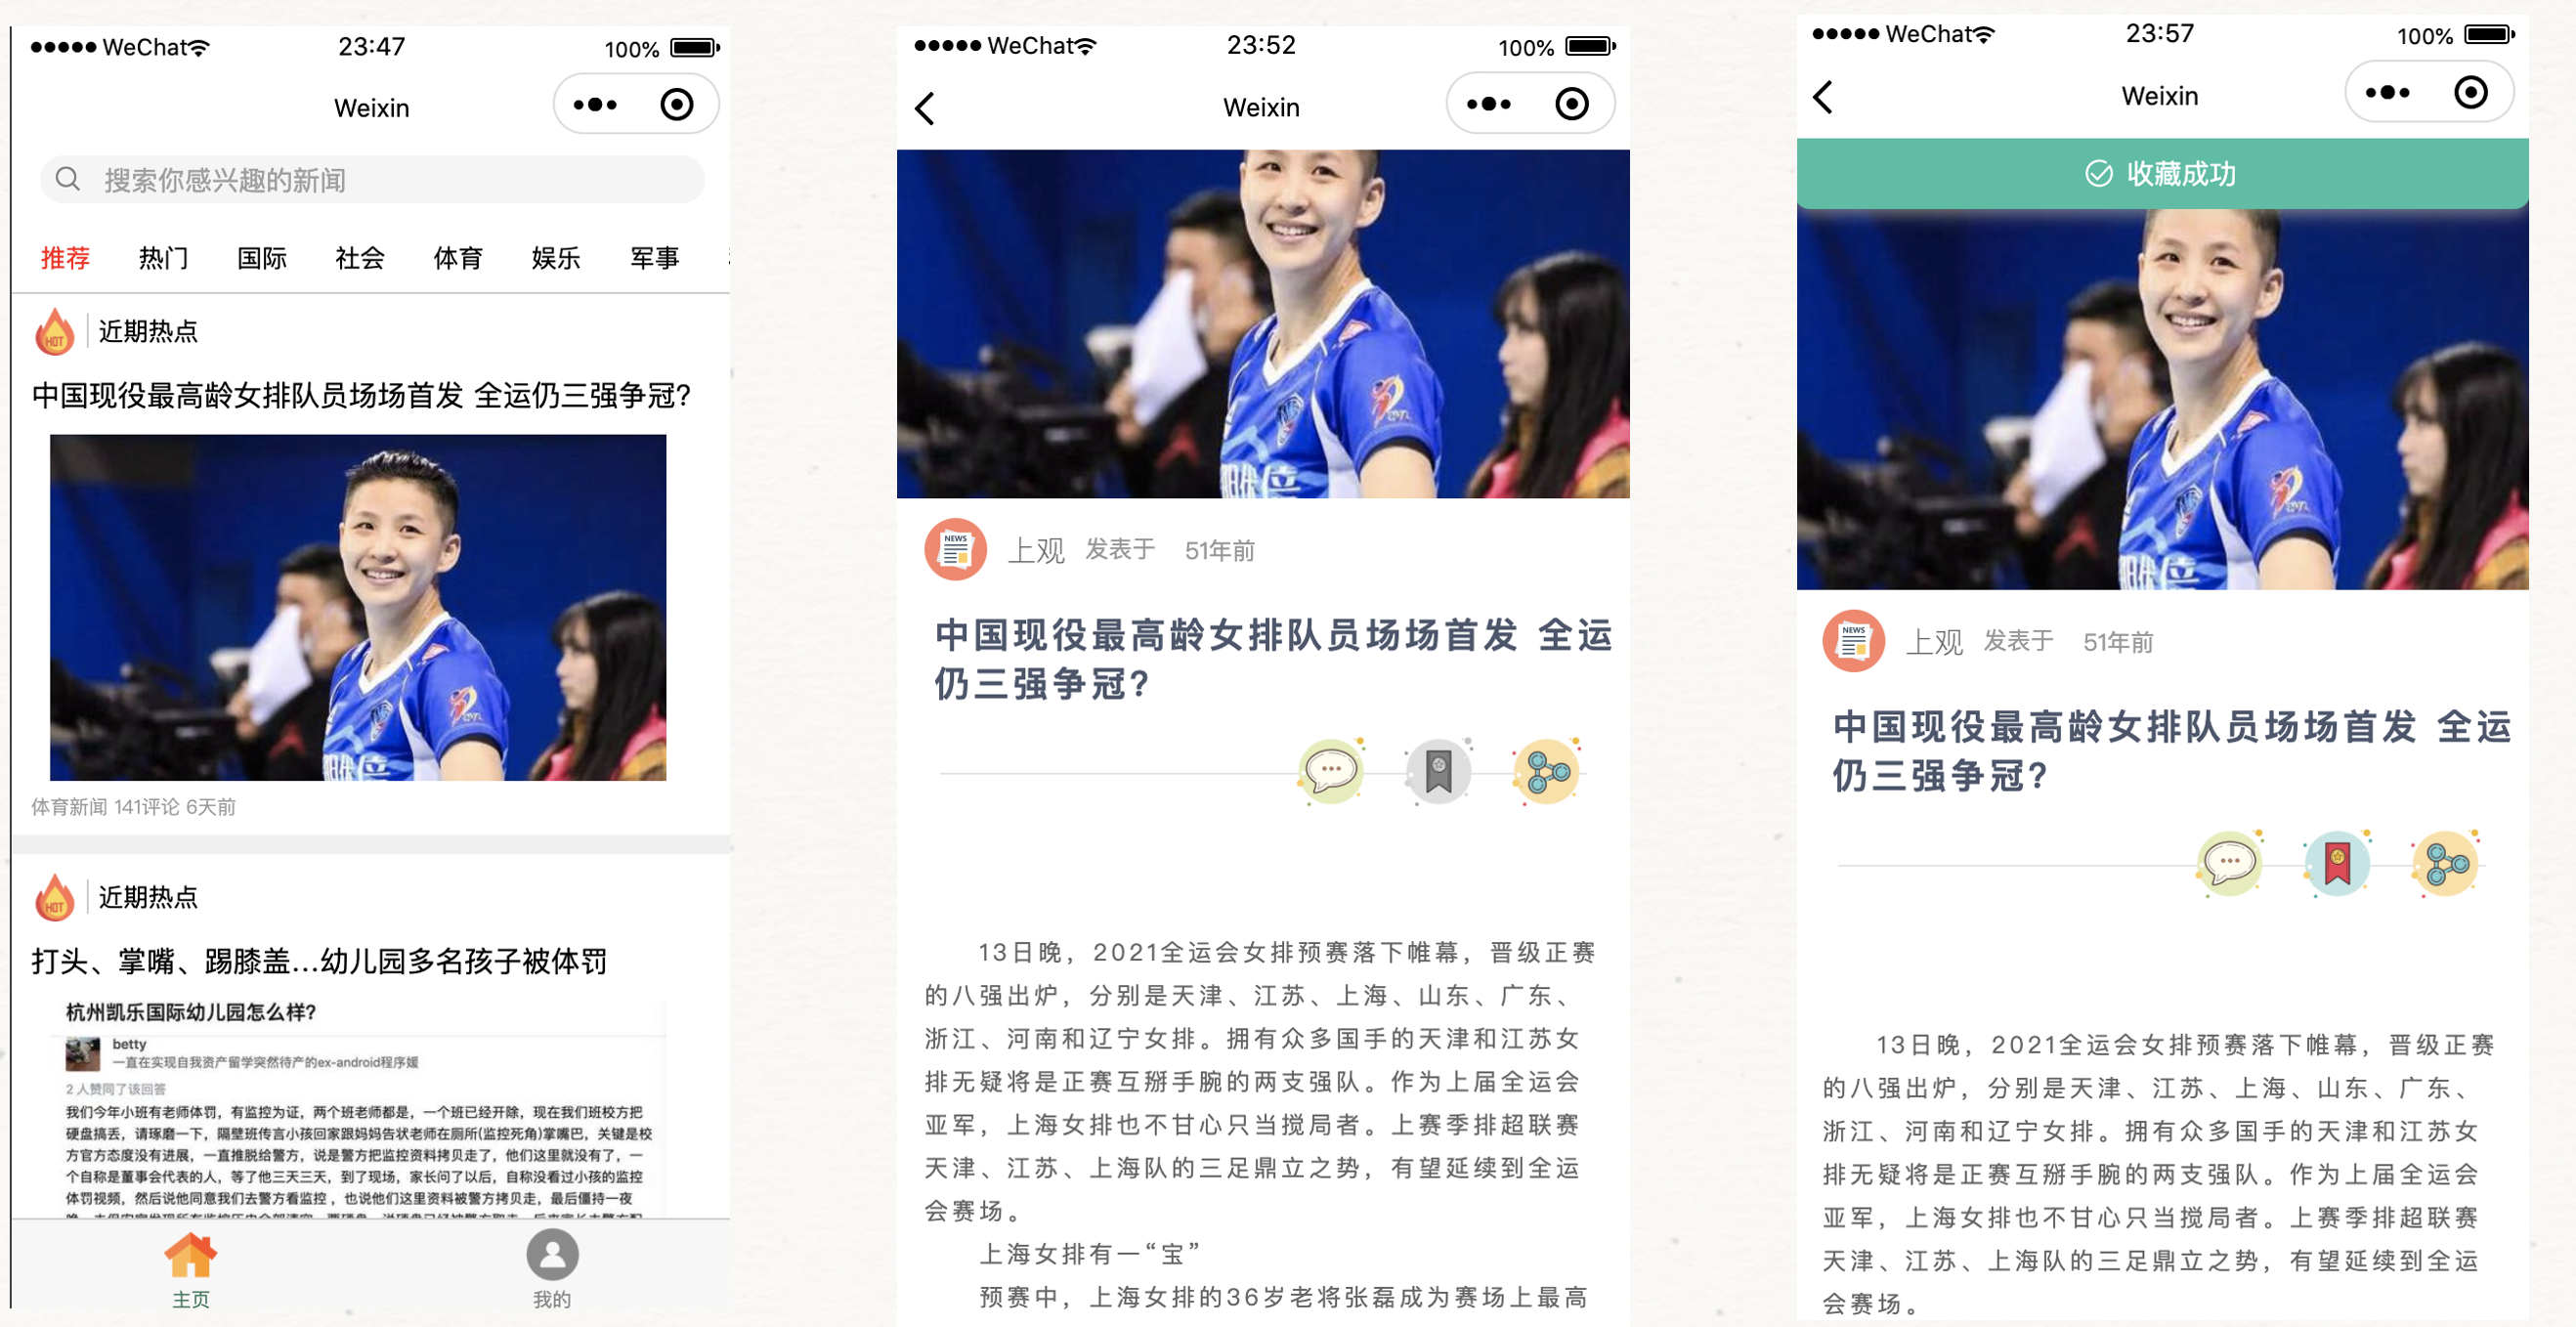 WeChat 23:47 100%
Weixin
搜索你感兴趣的新闻
推荐 热门 国际 社会 体育 娱乐 军事
HOT 近期热点
中国现役最高龄女排队员场场首发 全运仍三强争冠?
体育新闻 141评论 6天前
HOT 近期热点
打头、掌嘴、踢膝盖...幼儿园多名孩子被体罚
杭州凯乐国际幼儿园怎么样?
betty
一直在实现自我资产留学突然待产的ex-android程序媛
2 人赞同了该回答
我们今年小班有老师体罚，有监控为证，两个班老师都是，一个班已经开除，现在我们班校方把
硬盘搞丢，请琢磨一下，隔壁班传言小孩回家跟妈妈告状老师在厕所(监控死角)掌嘴巴，关键是校
方官方态度没有进展，一直推脱给警方，说是警方把监控资料拷贝走了，他们这里就没有了，一
个自称是董事会代表的人，等了他三天三天，到了现场，家长问了以后，自称没看过小孩的监控
体罚视频，然后说他同意我们去警方看监控，也说他们这里资料被警方拷贝走，最后僵持一夜
主页 我的
WeChat 23:52 100%
Weixin
NEWS 上观 发表于 51年前
中国现役最高龄女排队员场场首发 全运
仍三强争冠?
13日晚，2021全运会女排预赛落下帷幕，晋级正赛
的八强出炉，分别是天津、江苏、上海、山东、广东、
浙江、河南和辽宁女排。拥有众多国手的天津和江苏女
排无疑将是正赛互掰手腕的两支强队。作为上届全运会
亚军，上海女排也不甘心只当搅局者。上赛季排超联赛
天津、江苏、上海队的三足鼎立之势，有望延续到全运
会赛场。
上海女排有一“宝”
预赛中，上海女排的36岁老将张磊成为赛场上最高
WeChat 23:57 100%
Weixin
收藏成功
NEWS 上观 发表于 51年前
中国现役最高龄女排队员场场首发 全运
仍三强争冠?
13日晚，2021全运会女排预赛落下帷幕，晋级正赛
的八强出炉，分别是天津、江苏、上海、山东、广东、
浙江、河南和辽宁女排。拥有众多国手的天津和江苏女
排无疑将是正赛互掰手腕的两支强队。作为上届全运会
亚军，上海女排也不甘心只当搅局者。上赛季排超联赛
天津、江苏、上海队的三足鼎立之势，有望延续到全运
会赛场。